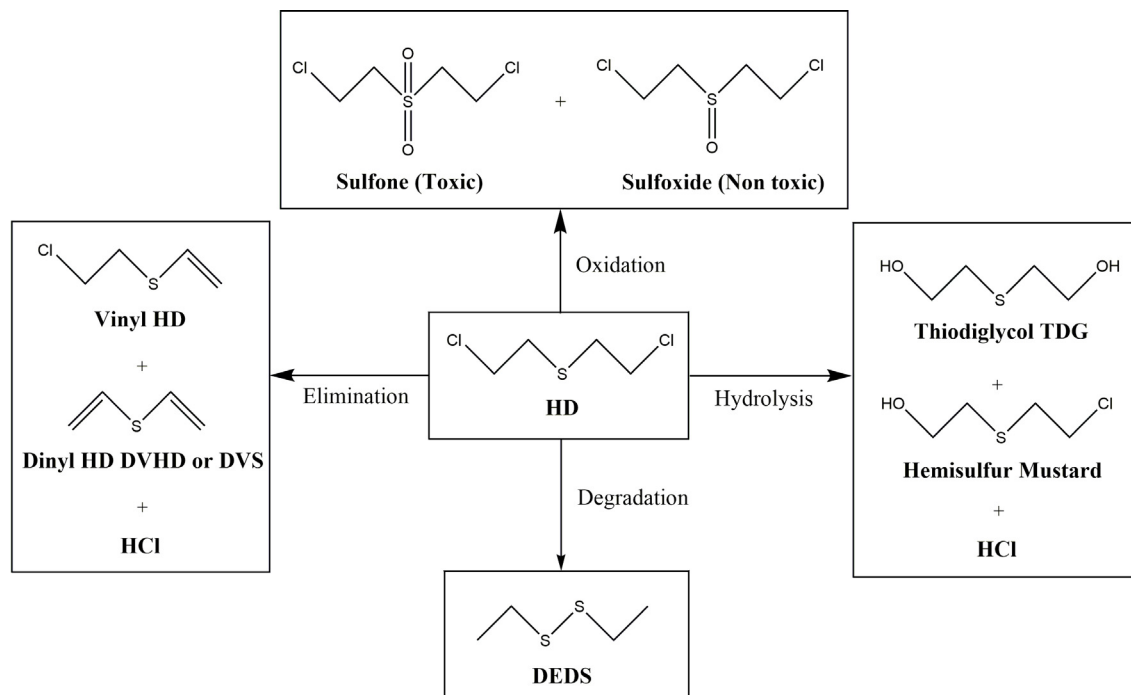 Cl
O
S
O
Cl
+
Cl
S
O
Cl
Sulfone (Toxic)
Sulfoxide (Non toxic)
Oxidation
Cl
S
Vinyl HD
+
S
Dinyl HD DVHD or DVS
+
HCl
Elimination
Cl
S
Cl
HD
Hydrolysis
HO
S
OH
Thiodiglycol TDG
+
HO
S
Cl
Hemisulfur Mustard
+
HCl
Degradation
S
S
DEDS